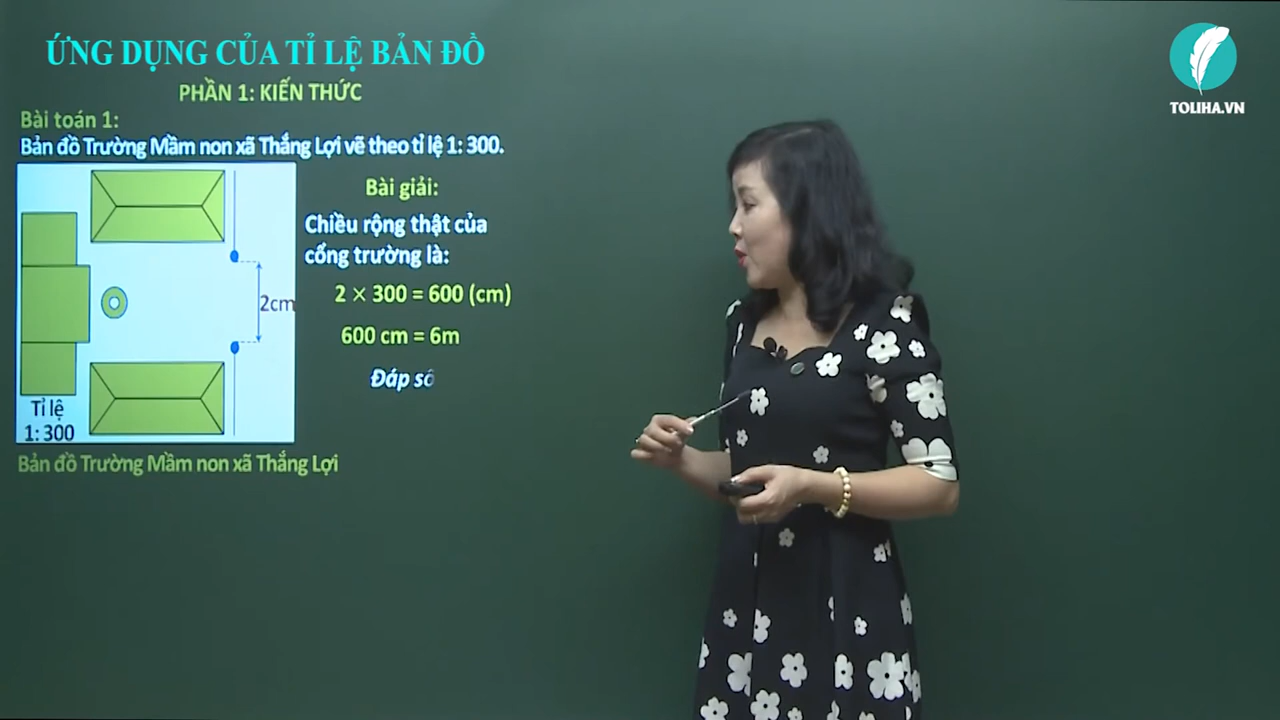 ỨNG DỤNG CỦA TỈ LỆ BẢN ĐỒ
PHẦN 1: KIẾN THỨC
Bài toán 1:
Bản đồ Trường Mầm non xã Thắng Lợi vẽ theo tỉ lệ 1: 300.
2cm
Tỉ lệ
1: 300
Bản đồ Trường Mầm non xã Thắng Lợi
Bài giải:
Chiều rộng thật của
cổng trường là:
2 × 300 = 600 (cm)
600 cm = 6m
Đáp số
TOLIHA.VN